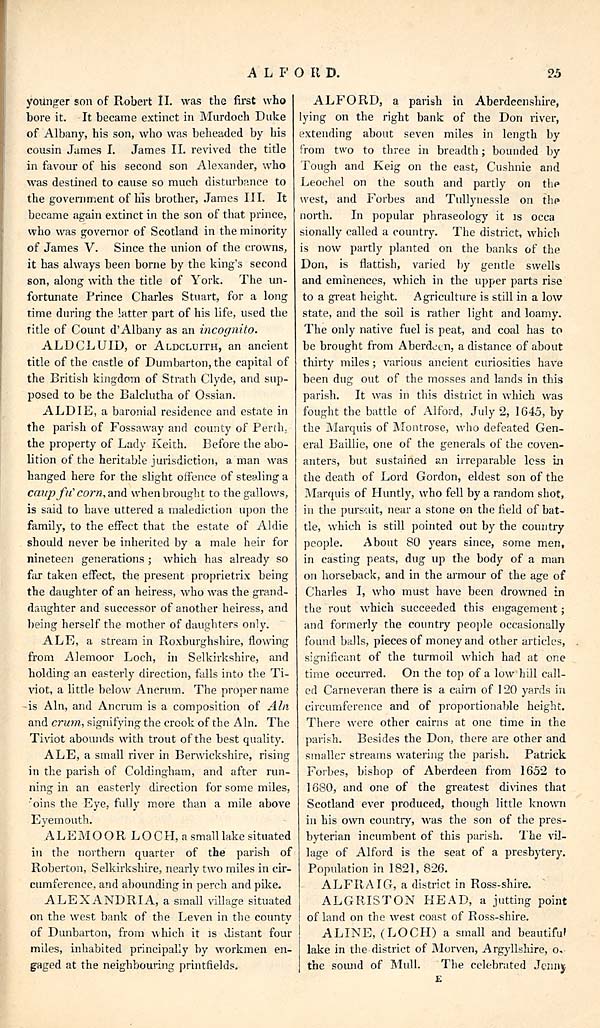 ALFORD.
25
younger son of Robert II. was the first who
bore it. It became extinct in Murdoch Duke
of Albany, his son, who was beheaded by his
cousin James I. James II. revived the title
in favour of his second son Alexander, who
was destined to cause so much disturbance to
the government of his brother, James III. It
became again extinct in the son of that prince,
who was governor of Scotland in the minority
of James V. Since the union of the crowns,
it has always been borne by the king's second
son, along with the title of York. The un-
fortunate Prince Charles Stuart, for a long
time during the latter part of his life, used the
title of Count d'Albany as an incognito.
ALDCLUID, or ALDCLUITH, an ancient
title of the castle of Dumbarton, the capital of
the British kingdom of Strath Clyde, and sup-
posed to be the Balclutha of Ossian.
ALDIE, a baronial residence and estate in
the parish of Fossaway and county of Perth,
the property of Lady Keith. Before the abo-
lition of the heritable jurisdiction, a man was
hanged here for the slight offence of stealing a
caup fu' corn, and when brought to the gallows,
is said to have uttered a malediction upon the
family, to the effect that the estate of Aldie
should never be inherited by a male heir for
nineteen generations; which has already so
far taken effect, the present proprietrix being
the daughter of an heiress, who was the grand-
daughter and successor of another heiress, and
being herself the mother of daughters only.
ALE, a stream in Roxburghshire, flowing
from Alemoor Loch, in Selkirkshire, and
holding an easterly direction, falls into the Ti-
viot, a little below Ancrum. The proper name
is Aln, and Ancrum is a composition of Aln
and crum, signifying the crook of the Aln. The
Tiviot abounds with trout of the best quality.
ALE, a small river in Berwickshire, rising
in the parish of Coldingham, and after run-
ning in an easterly direction for some miles,
oins the Eye, fully more than a mile above
Eyemouth.
ALEMOOR LOCH, a small lake situated
in the northern quarter of the parish of
Roberton, Selkirkshire, nearly two miles in cir-
cumference, and abounding in perch and pike.
ALEXANDRIA, a small village situated
on the west bank of the Leven in the county
of Dunbarton, from which it is distant four
miles, inhabited principally by workmen en-
gaged at the neighbouring printfields.
ALFORD, a parish in Aberdeenshire,
lying on the right bank of the Don river,
extending about seven miles in length by
from two to three in breadth; bounded by
Tough and Keig on the east, Cushnie and
Leochel on the south and partly on the
west, and Forbes and Tullynessle on the
north. In popular phraseology it is occa
sionally called a country. The district, which
is now partly planted on the banks of the
Don, is flattish, varied by gentle swells
and eminences, which in the upper parts rise
to a great height. Agriculture is still in a low
state, and the soil is rather light and loamy.
The only native fuel is peat, and coal has to
be brought from Aberdeen, a distance of about
thirty miles; various ancient curiosities have
been dug out of the mosses and lands in this
parish. It was in this district in which was
fought the battle of Alford, July 2, 1645, by
the Marquis of Montrose, who defeated Gen-
eral Baillie, one of the generals of the coven-
anters, but sustained an irreparable loss in
the death of Lord Gordon, eldest son of the
Marquis of Huntly, who fell by a random shot,
in the pursuit, near a stone on the field of bat-
tle, which is still pointed out by the country
people. About 80 years since, some men,
in casting peats, dug up the body of a man
on horseback, and in the armour of the age of
Charles I, who must have been drowned in
the rout which succeeded this engagement;
and formerly the country people occasionally
found balls, pieces of money and other articles,
significant of the turmoil which had at one
time occurred. On the top of a low hill call-
ed Carneveran there is a cairn of 120 yards in
circumference and of proportionable height.
There were other cairns at one time in the
parish. Besides the Don, there are other and
smaller streams watering the parish. Patrick
Forbes, bishop of Aberdeen from 1652 to
1680, and one of the greatest divines that
Scotland ever produced, though little known
in his own country, was the son of the pres-
byterian incumbent of this parish. The vil-
lage of Alford is the seat of a presbytery.
Population in 1821, 826.
ALFRAIG, a district in Ross-shire.
ALGRISTON HEAD, a jutting point
of land on the west coast of Ross-shire.
ALINE, (LOCH) a small and beautiful
lake in the district of Morven, Argyllshire, o.
the sound of Mull. The celebrated Jenny
E